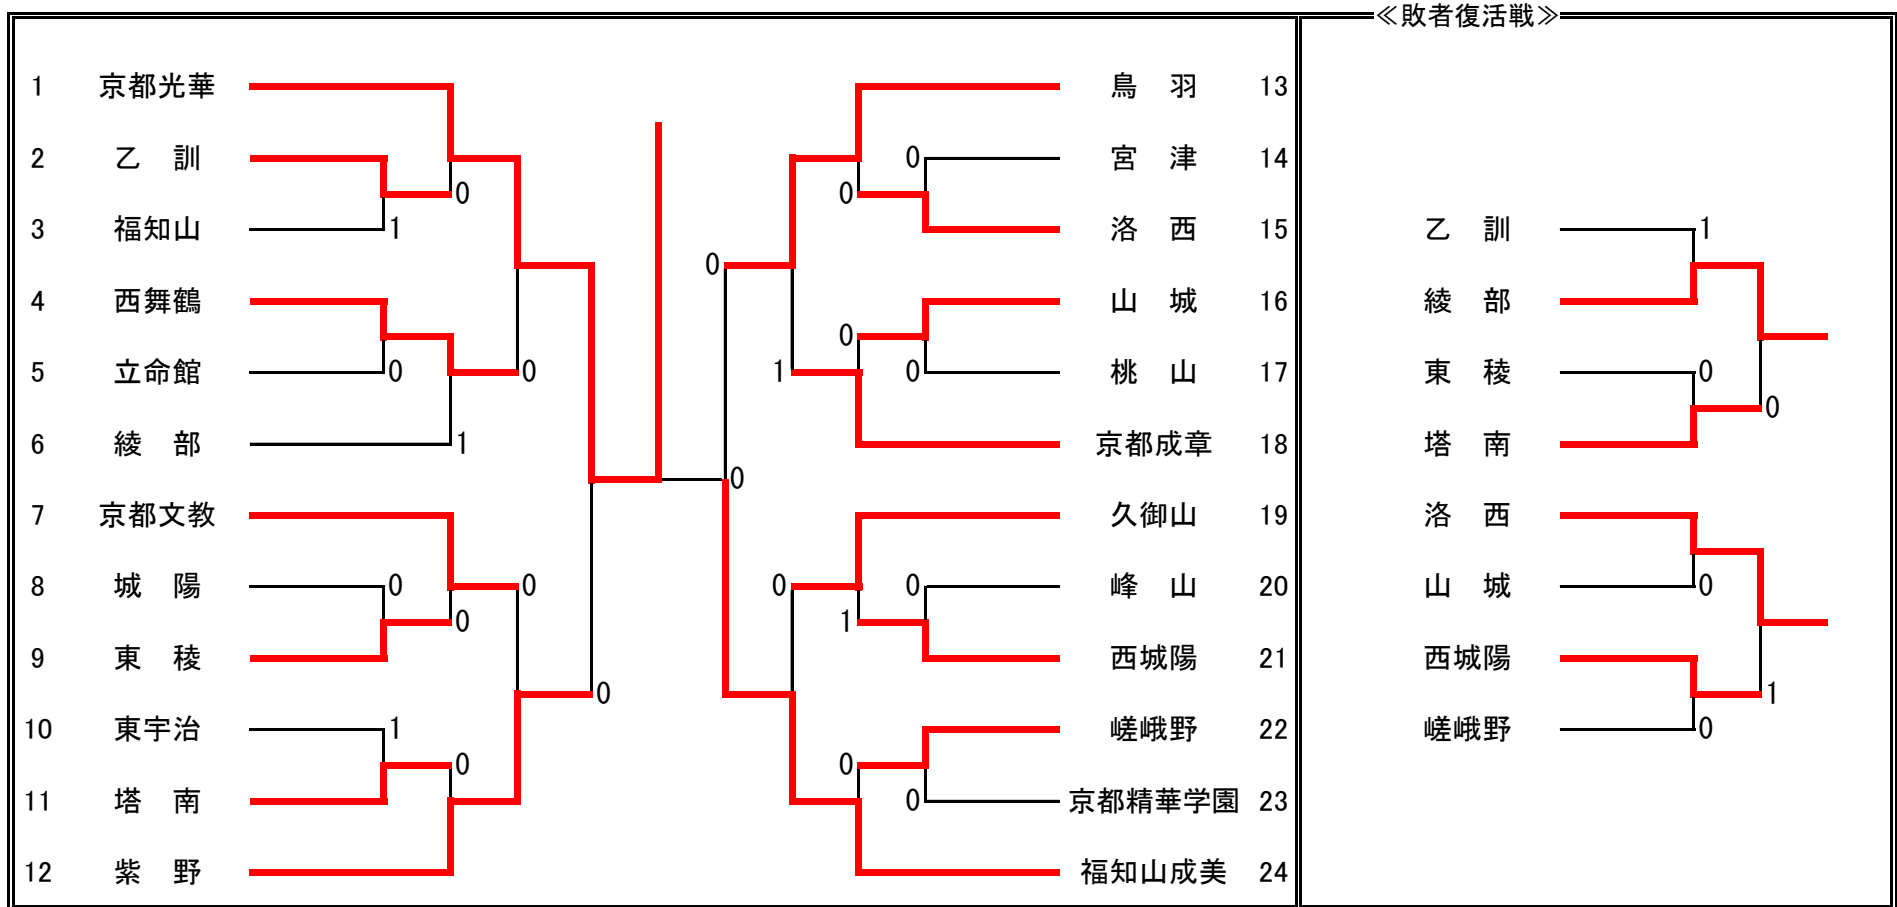 ≪敗者復活戦≫
1 京都光華
2 乙 訓
3 福知山
4 西舞鶴
5 立命館
6 綾 部
7 京都文教
8 城 陽
9 東 稜
10 東宇治
11 塔 南
12 紫 野
0
1
0
0
1
0
0
0
1
0
0
0
0
0
0
0
0
0
1
0
0
1
0
0
0
鳥 羽 13
宮 津 14
洛 西 15
山 城 16
桃 山 17
京都成章 18
久御山 19
峰 山 20
西城陽 21
嵯峨野 22
京都精華学園 23
福知山成美 24
乙 訓 1
綾 部
東 稜 0
0
塔 南
洛 西
山 城 0
西城陽
1
嵯峨野 0